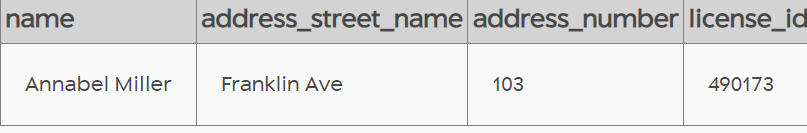 name address_street_name address_number license_id
Annabel Miller Franklin Ave 103 490173